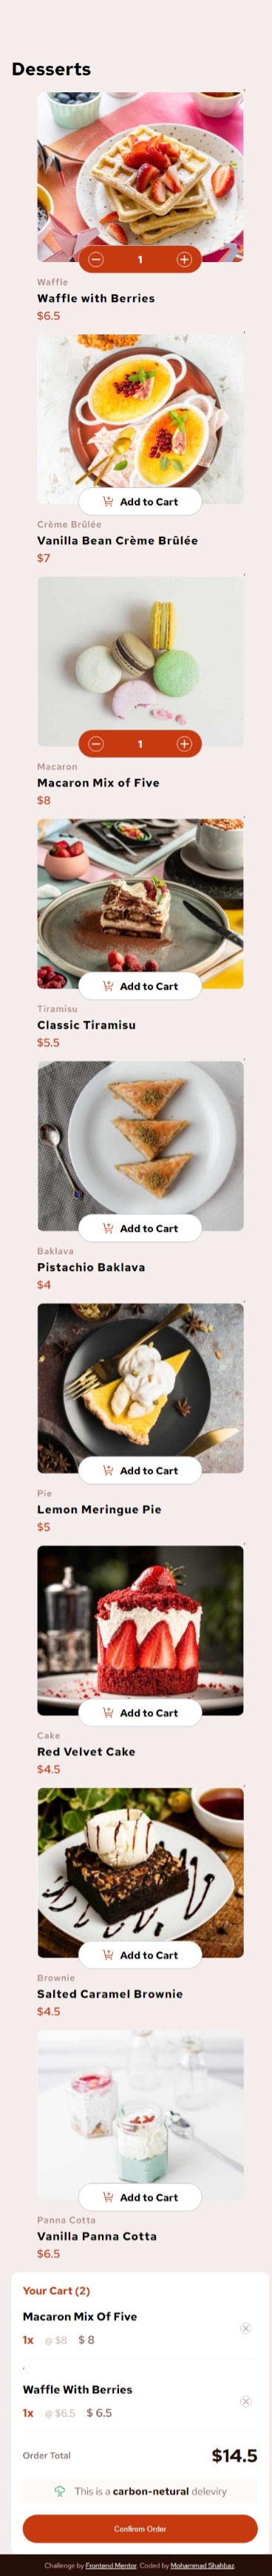 Desserts
1
Waffle
Waffle with Berries
$6.5
Add to Cart
Crème Brûlée
Vanilla Bean Crème Brûlée
$7
1
Macaron
Macaron Mix of Five
$8
Add to Cart
Tiramisu
Classic Tiramisu
$5.5
Add to Cart
Baklava
Pistachio Baklava
$4
Add to Cart
Pie
Lemon Meringue Pie
$5
Add to Cart
Cake
Red Velvet Cake
$4.5
Add to Cart
Brownie
Salted Caramel Brownie
$4.5
Add to Cart
Panna Cotta
Vanilla Panna Cotta
$6.5
Your Cart (2)
Macaron Mix Of Five
1x @ $8 $ 8
,
Waffle With Berries
1x @ $6.5 $ 6.5
Order Total $14.5
This is a carbon-netural deleviry
Confirom Order
Challenge by Frontend Mentor. Coded by Mohammad Shahbaz.